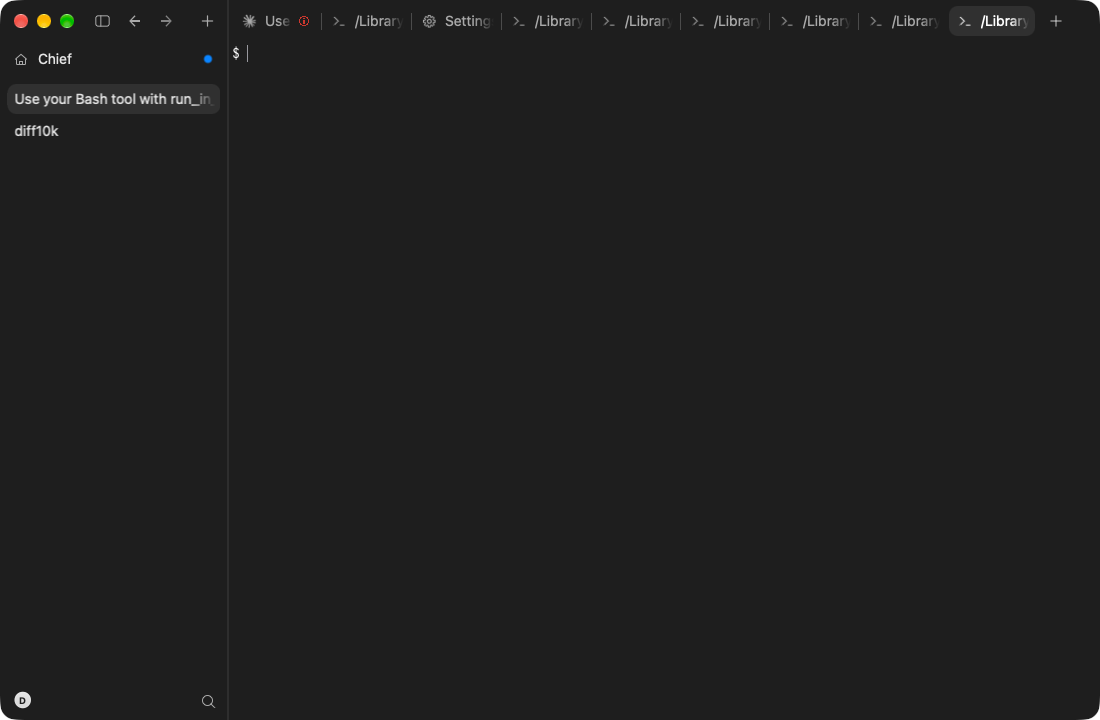 Use
/Library
Setting
/Library
/Library
/Library
/Library
/Library
/Library
Chief
Use your Bash tool with run_in_
diff10k
$
D